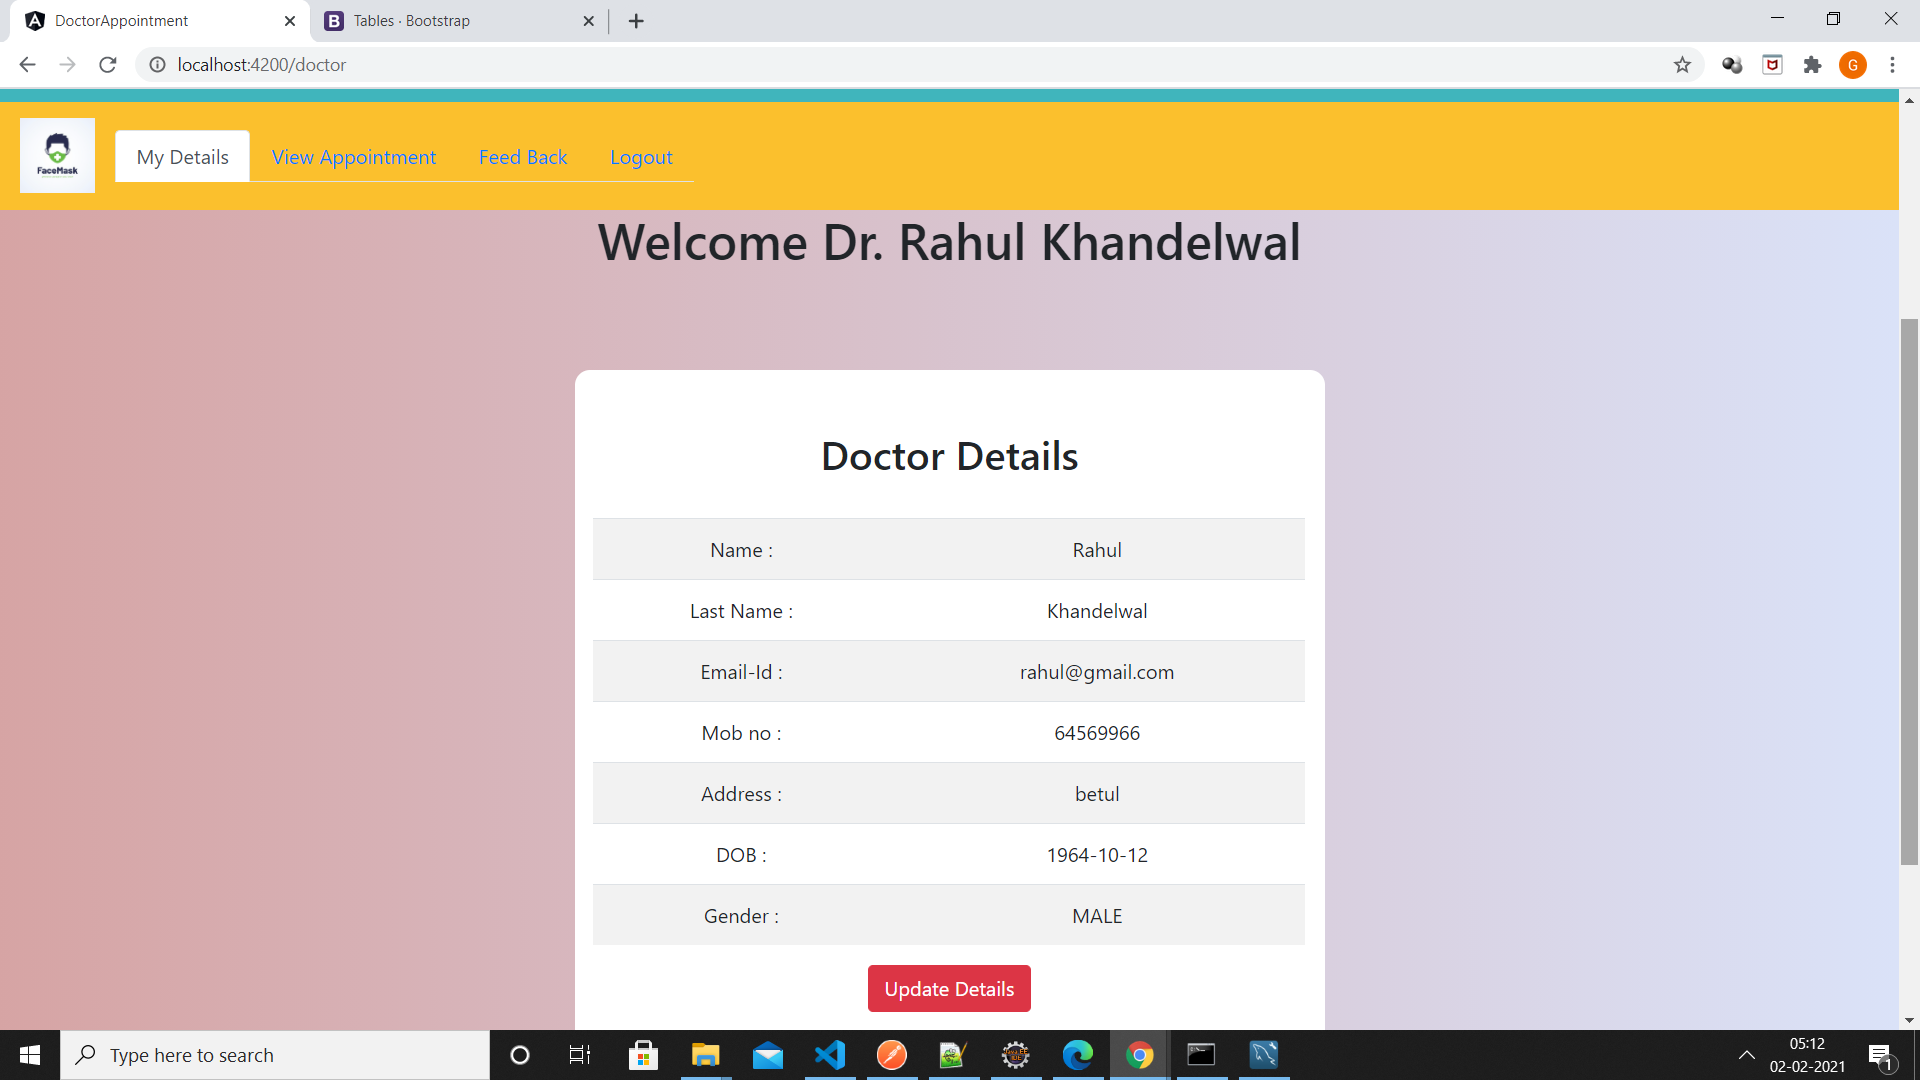 DoctorAppointment
Tables · Bootstrap
localhost:4200/doctor
G
FaceMask
My Details
View Appointment
Feed Back
Logout
Welcome Dr. Rahul Khandelwal
Doctor Details
Name : Rahul
Last Name : Khandelwal
Email-Id : rahul@gmail.com
Mob no : 64569966
Address : betul
DOB : 1964-10-12
Gender : MALE
Update Details
Type here to search
05:12
02-02-2021
1